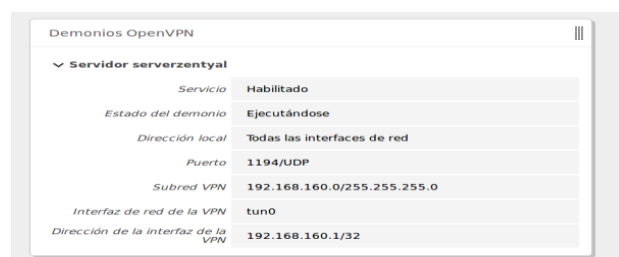 Demonios OpenVPN
Servidor serverzentyal
Servicio Habilitado
Estado del demonio Ejecutándose
Dirección local Todas las interfaces de red
Puerto 1194/UDP
Subred VPN 192.168.160.0/255.255.255.0
Interfaz de red de la VPN tun0
Dirección de la interfaz de la
VPN 192.168.160.1/32